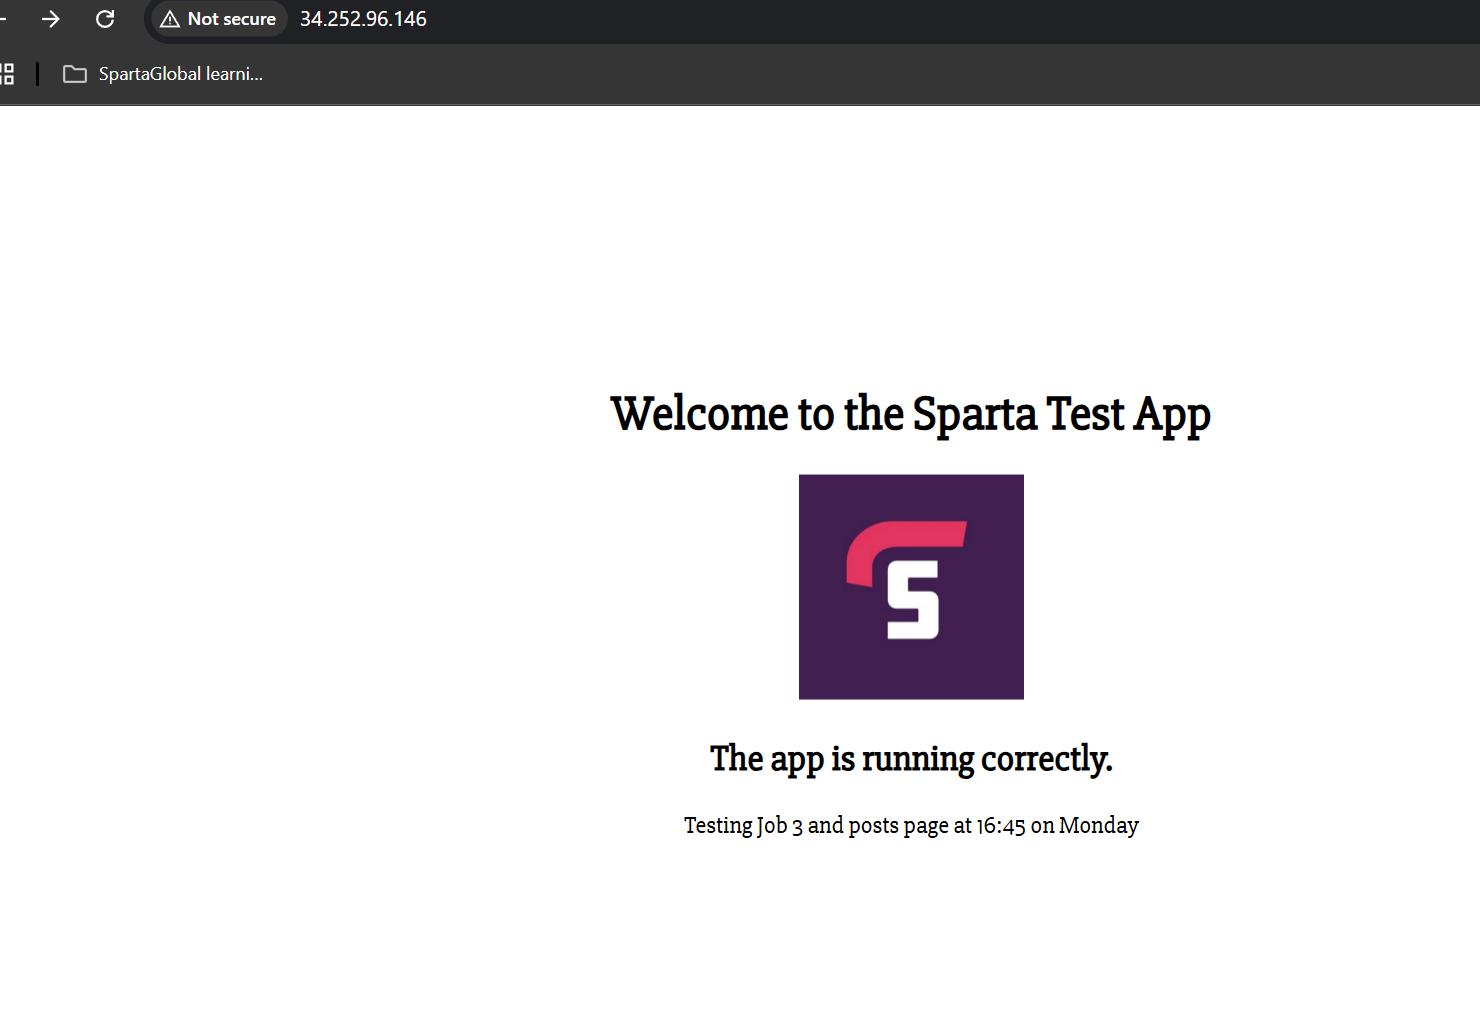 Not secure 34.252.96.146
SpartaGlobal learni...
Welcome to the Sparta Test App
S
The app is running correctly.
Testing Job 3 and posts page at 16:45 on Monday